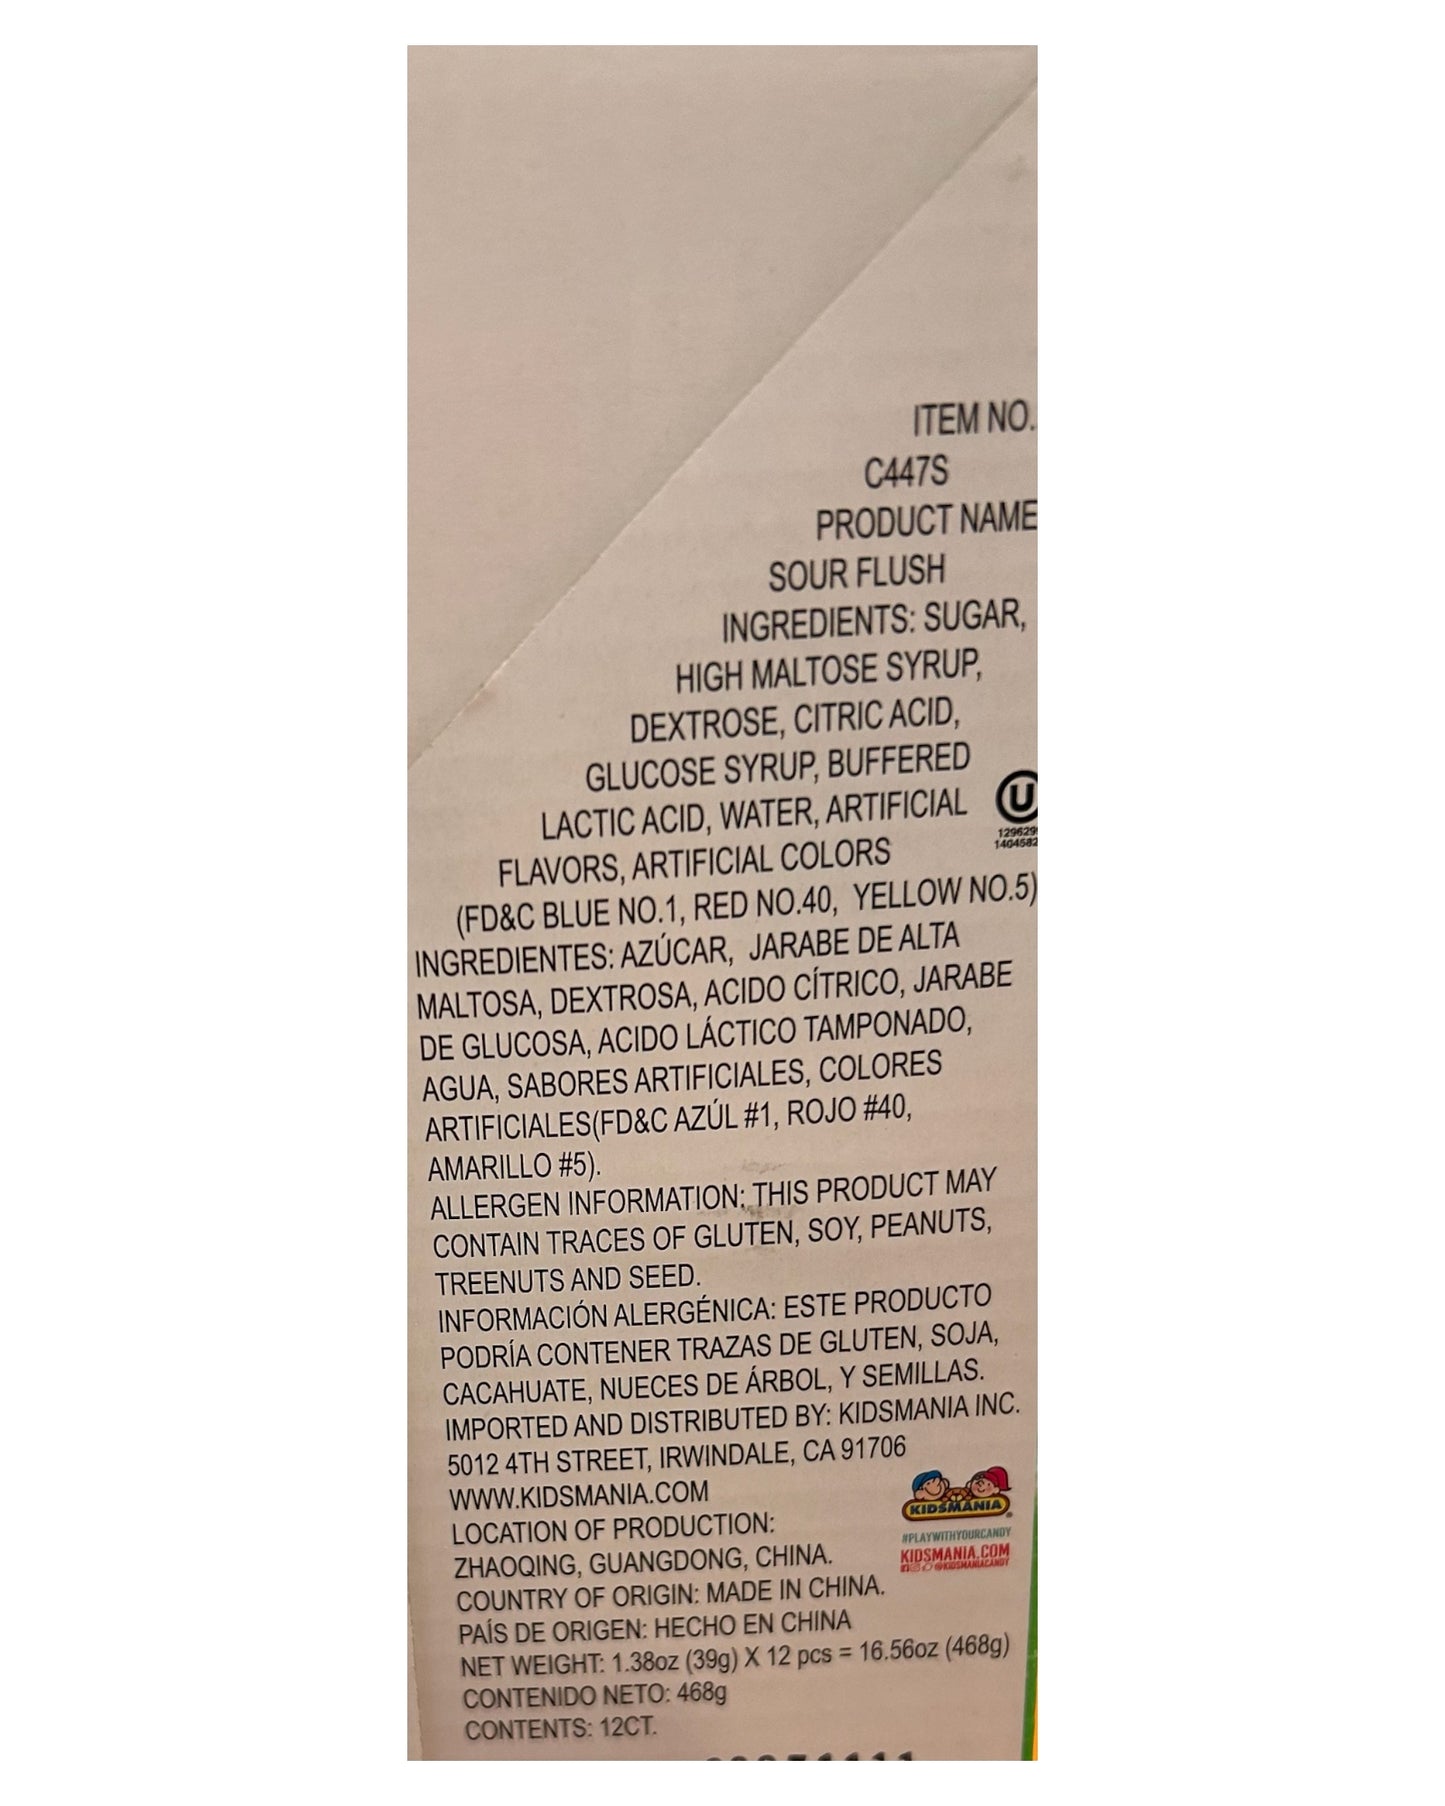 ITEM NO.
C447S
PRODUCT NAME
SOUR FLUSH
INGREDIENTS: SUGAR,
HIGH MALTOSE SYRUP,
DEXTROSE, CITRIC ACID,
GLUCOSE SYRUP, BUFFERED
LACTIC ACID, WATER, ARTIFICIAL
FLAVORS, ARTIFICIAL COLORS
(FD&C BLUE NO.1, RED NO.40, YELLOW NO.5)
U
INGREDIENTES: AZÚCAR, JARABE DE ALTA
MALTOSA, DEXTROSA, ACIDO CÍTRICO, JARABE
DE GLUCOSA, ACIDO LÁCTICO TAMPONADO,
AGUA, SABORES ARTIFICIALES, COLORES
ARTIFICIALES(FD&C AZÚL #1, ROJO #40,
AMARILLO #5).
ALLERGEN INFORMATION: THIS PRODUCT MAY
CONTAIN TRACES OF GLUTEN, SOY, PEANUTS,
TREENUTS AND SEED.
INFORMACIÓN ALERGÉNICA: ESTE PRODUCTO
PODRÍA CONTENER TRAZAS DE GLUTEN, SOJA,
CACAHUATE, NUECES DE ÁRBOL, Y SEMILLAS.
IMPORTED AND DISTRIBUTED BY: KIDSMANIA INC.
5012 4TH STREET, IRWINDALE, CA 91706
WWW.KIDSMANIA.COM
LOCATION OF PRODUCTION:
ZHAOQING, GUANGDONG, CHINA.
COUNTRY OF ORIGIN: MADE IN CHINA.
PAÍS DE ORIGEN: HECHO EN CHINA
NET WEIGHT: 1.38oz (39g) X 12 pcs = 16.56oz (468g)
CONTENIDO NETO: 468g
CONTENTS: 12CT.
KIDSMANIA
#PLAYWITHYOURCANDY
KIDSMANIA.COM
@KIDSMANIACANDY